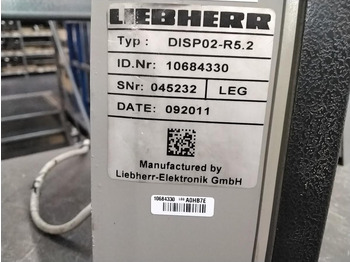 LIEBHERR
Typ : DISP02-R5.2
ID.Nr: 10684330
SNr: 045232 LEG
DATE: 092011
Manufactured by
Liebherr-Elektronik GmbH
10684330 A0HB7E